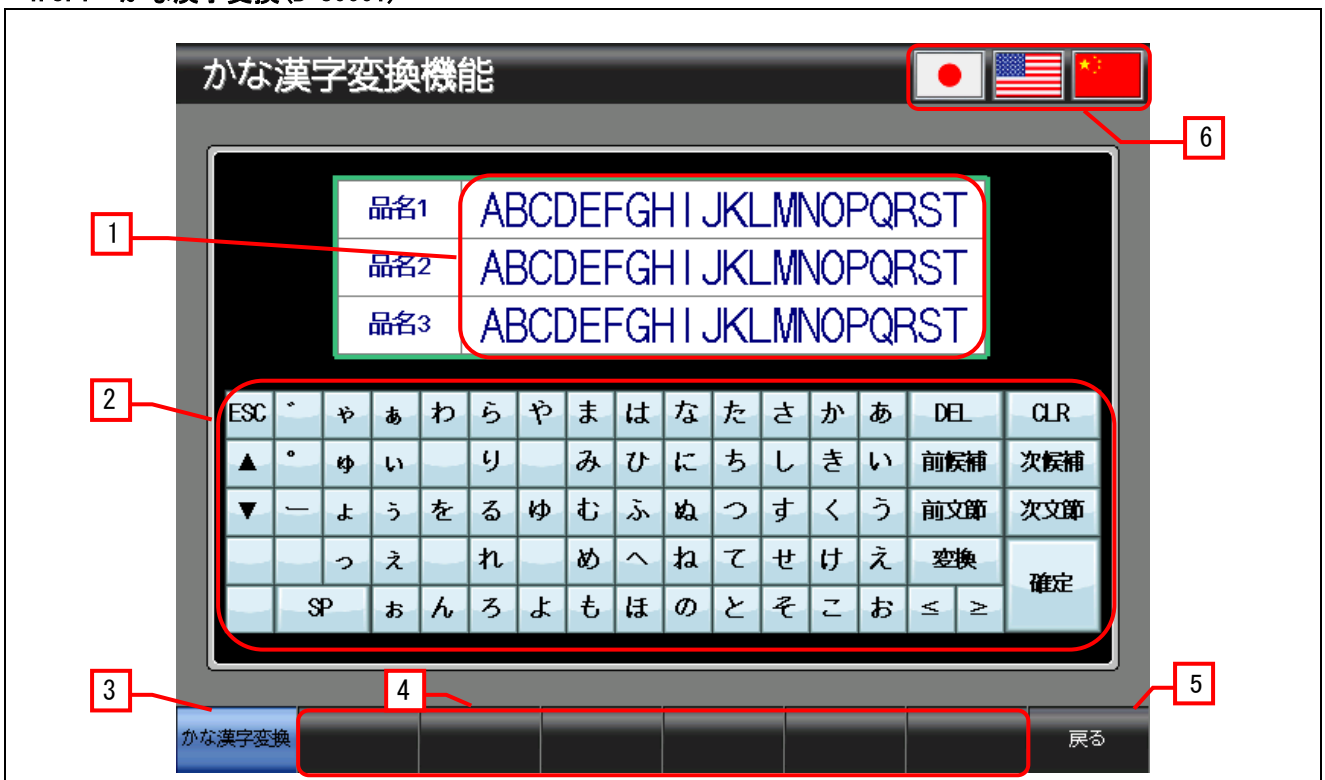 かな漢字変換機能
6
1
品名1 ABCDEFGHIJKLMNOPQRST
品名2 ABCDEFGHIJKLMNOPQRST
品名3 ABCDEFGHIJKLMNOPQRST
2
ESC ゛ ゃ ぁ わ ら や ま は な た さ か あ DEL CLR
▲ ゜ ゅ ぃ り み ひ に ち し き い 前候補 次候補
▼ ー ょ ぅ を る ゆ む ふ ぬ つ す く う 前文節 次文節
っ ぇ れ め へ ね て せ け え 変換 確定
SP ぉ ん ろ よ も ほ の と そ こ お ≤ ≥
3
4
5
かな漢字変換 戻る